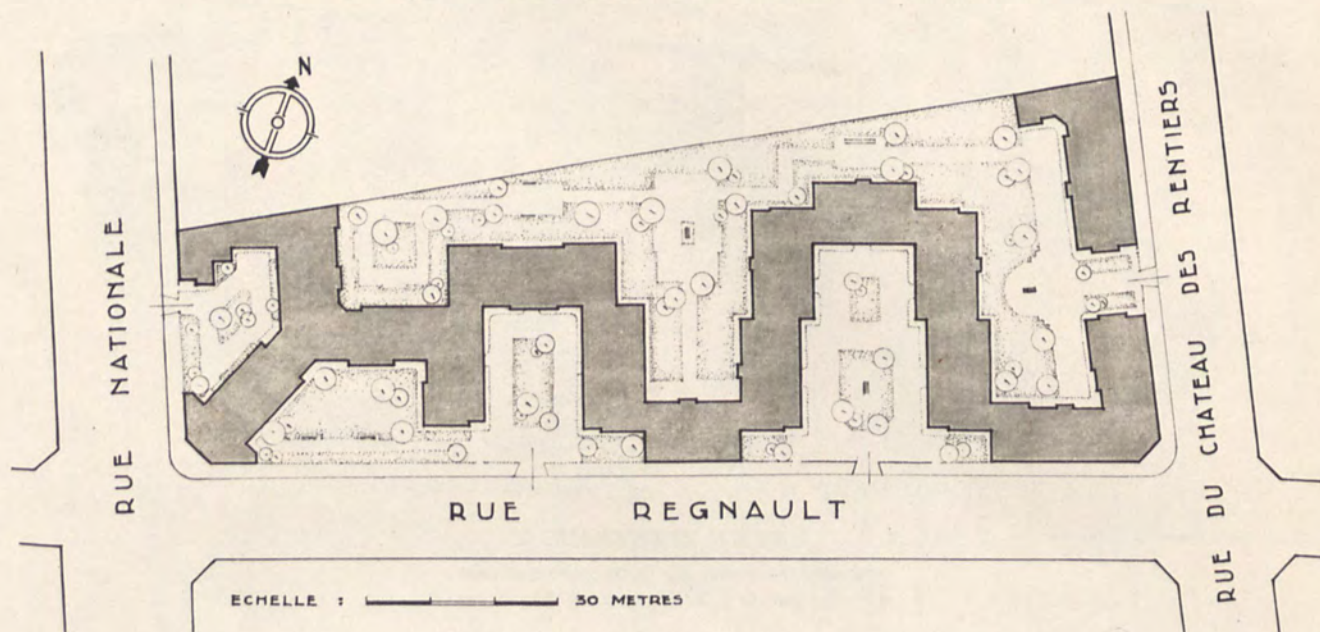 N
RUE NATIONALE
RUE DU CHATEAU DES RENTIERS
RUE REGNAULT
ECHELLE : 30 METRES